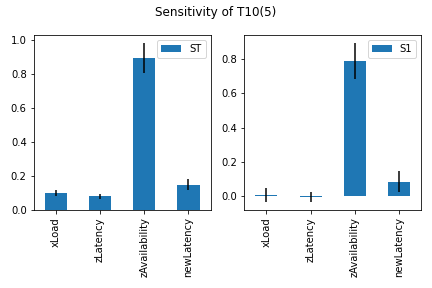 Sensitivity of T10(5)
1.0
0.8
0.6
0.4
0.2
0.0
ST
xLoad
zLatency
zAvailability
newLatency
0.8
0.6
0.4
0.2
0.0
S1
xLoad
zLatency
zAvailability
newLatency